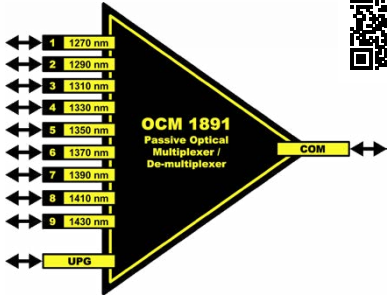 1 1270 nm
2 1290 nm
3 1310 nm
4 1330 nm
5 1350 nm
6 1370 nm
7 1390 nm
8 1410 nm
9 1430 nm
UPG
OCM 1891
Passive Optical
Multiplexer /
De-multiplexer
COM